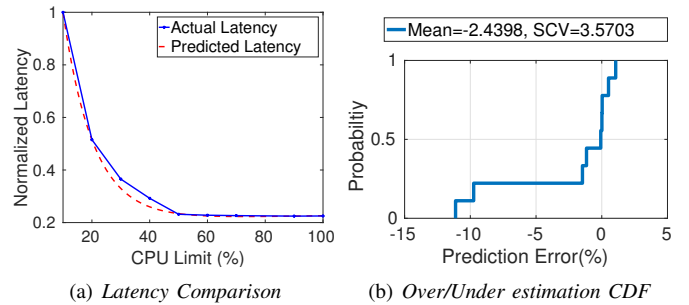 Actual Latency
Predicted Latency
Normalized Latency
1
0.8
0.6
0.4
0.2
20 40 60 80 100
CPU Limit (%)
(a) Latency Comparison
Mean=-2.4398, SCV=3.5703
Probabiltiy
1
0.5
0
-15 -10 -5 0 5
Prediction Error(%)
(b) Over/Under estimation CDF